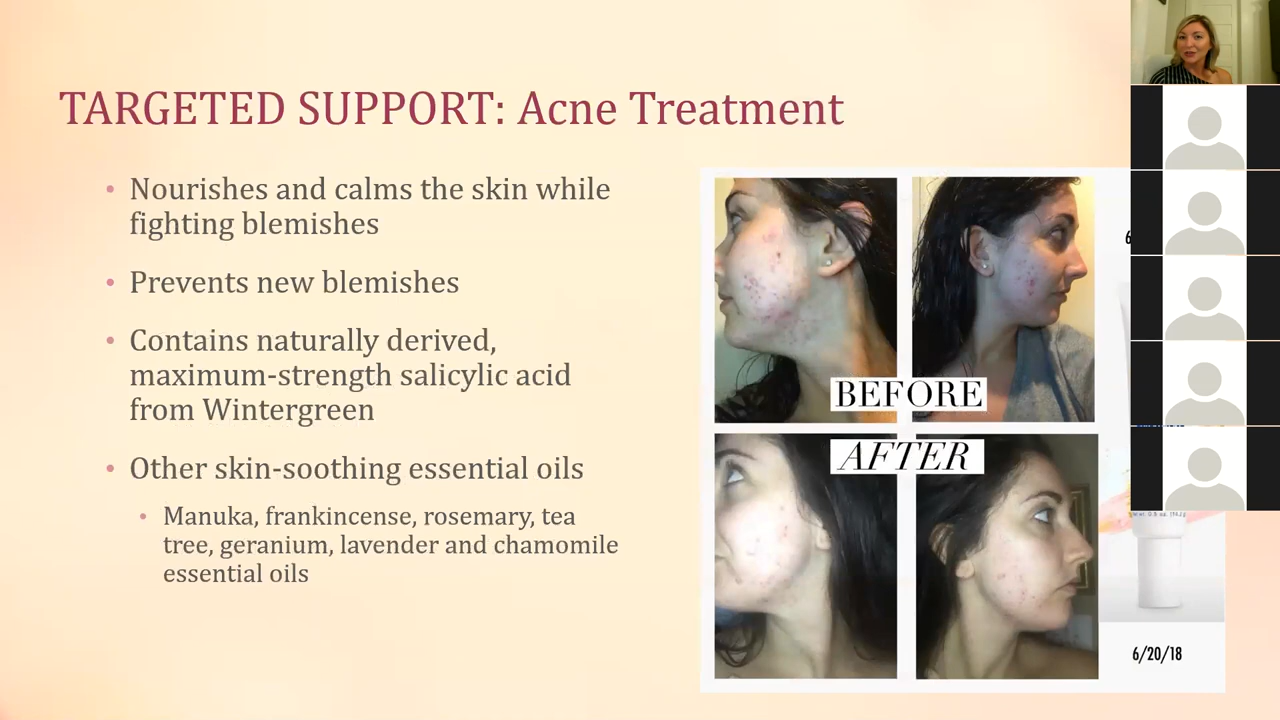 TARGETED SUPPORT: Acne Treatment
• Nourishes and calms the skin while
fighting blemishes
• Prevents new blemishes
• Contains naturally derived,
maximum-strength salicylic acid
from Wintergreen
• Other skin-soothing essential oils
• Manuka, frankincense, rosemary, tea
tree, geranium, lavender and chamomile
essential oils
BEFORE
AFTER
6/20/18